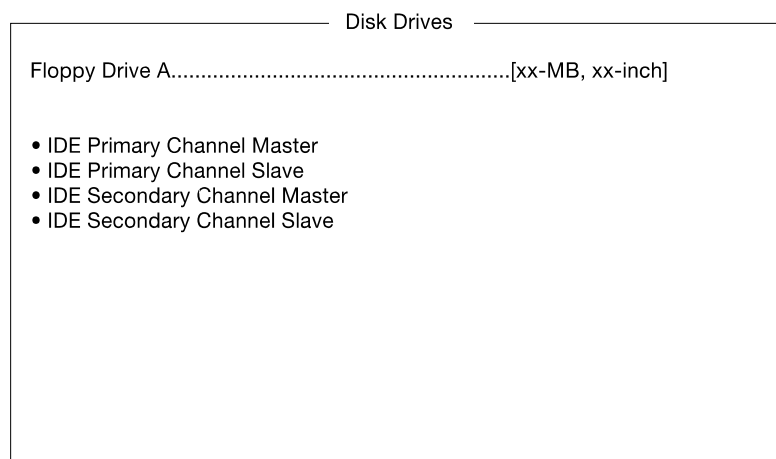 Disk Drives
Floppy Drive A.........................................................[xx-MB, xx-inch]
• IDE Primary Channel Master
• IDE Primary Channel Slave
• IDE Secondary Channel Master
• IDE Secondary Channel Slave